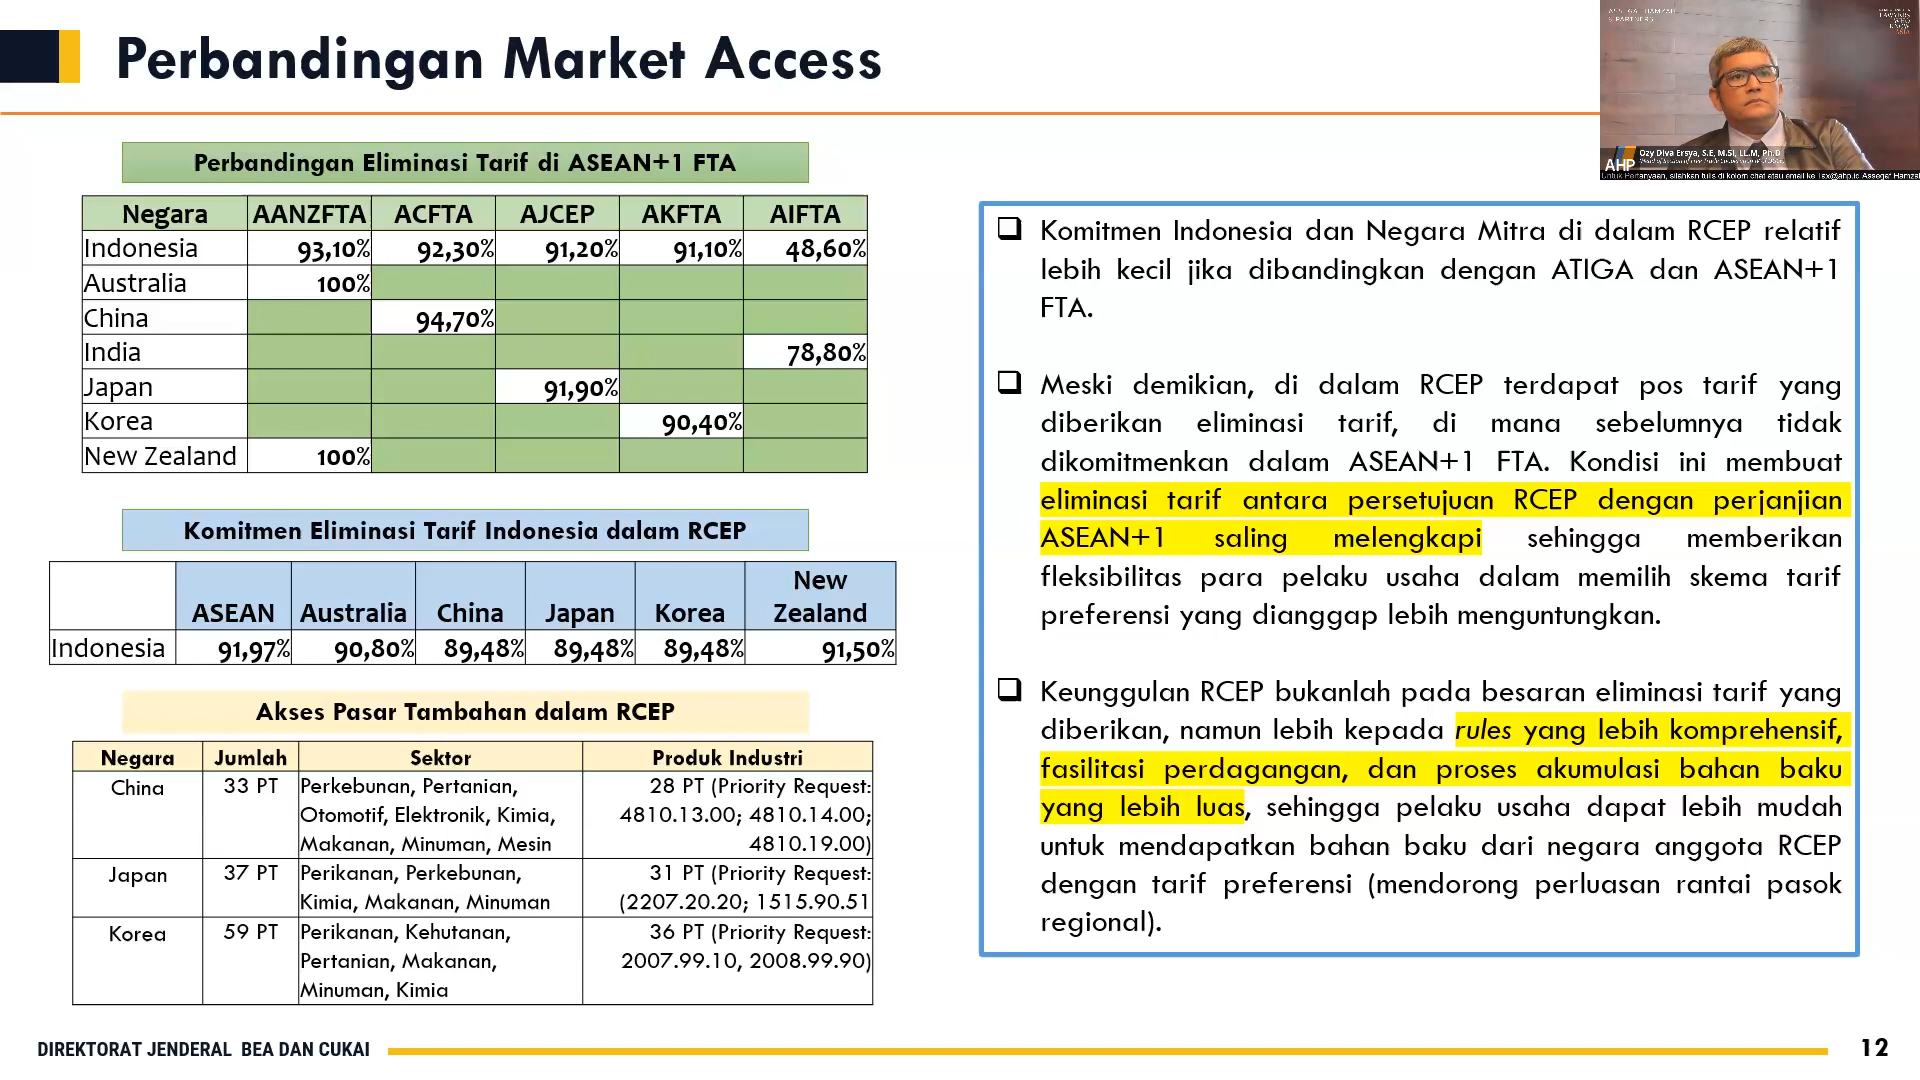 Perbandingan Market Access
ASSEGAF HAMZAH
& PARTNERS
LAWYERS
WHO
KNOW
ASIA
AHP
Ozy Diva Ersya, S.E, M.Si, LL.M, Ph.D
Untuk Pertanyaan, silahkan tulis di kolom chat atau email ke
Perbandingan Eliminasi Tarif di ASEAN+1 FTA
Negara AANZFTA ACFTA AJCEP AKFTA AIFTA
Indonesia 93,10% 92,30% 91,20% 91,10% 48,60%
Australia 100%
China 94,70%
India 78,80%
Japan 91,90%
Korea 90,40%
New Zealand 100%
Komitmen Eliminasi Tarif Indonesia dalam RCEP
New
ASEAN Australia China Japan Korea Zealand
Indonesia 91,97% 90,80% 89,48% 89,48% 89,48% 91,50%
Akses Pasar Tambahan dalam RCEP
Negara Jumlah Sektor Produk Industri
China 33 PT Perkebunan, Pertanian, 28 PT (Priority Request:
Otomotif, Elektronik, Kimia, 4810.13.00; 4810.14.00;
Makanan, Minuman, Mesin 4810.19.00)
Japan 37 PT Perikanan, Perkebunan, 31 PT (Priority Request:
Kimia, Makanan, Minuman (2207.20.20; 1515.90.51
Korea 59 PT Perikanan, Kehutanan, 36 PT (Priority Request:
Pertanian, Makanan, 2007.99.10, 2008.99.90)
Minuman, Kimia
❑ Komitmen Indonesia dan Negara Mitra di dalam RCEP relatif
lebih kecil jika dibandingkan dengan ATIGA dan ASEAN+1
FTA.
❑ Meski demikian, di dalam RCEP terdapat pos tarif yang
diberikan eliminasi tarif, di mana sebelumnya tidak
dikomitmenkan dalam ASEAN+1 FTA. Kondisi ini membuat
eliminasi tarif antara persetujuan RCEP dengan perjanjian
ASEAN+1 saling melengkapi sehingga memberikan
fleksibilitas para pelaku usaha dalam memilih skema tarif
preferensi yang dianggap lebih menguntungkan.
❑ Keunggulan RCEP bukanlah pada besaran eliminasi tarif yang
diberikan, namun lebih kepada rules yang lebih komprehensif,
fasilitasi perdagangan, dan proses akumulasi bahan baku
yang lebih luas, sehingga pelaku usaha dapat lebih mudah
untuk mendapatkan bahan baku dari negara anggota RCEP
dengan tarif preferensi (mendorong perluasan rantai pasok
regional).
DIREKTORAT JENDERAL BEA DAN CUKAI
12